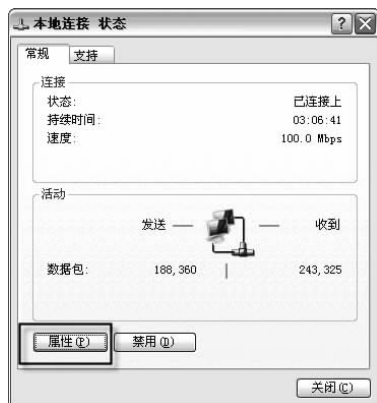 本地连接 状态
常规 支持
连接
状态: 已连接上
持续时间: 03:06:41
速度: 100.0 Mbps
活动
发送 — — 收到
数据包: 188,360 | 243,325
属性(P) 禁用(D)
关闭(C)